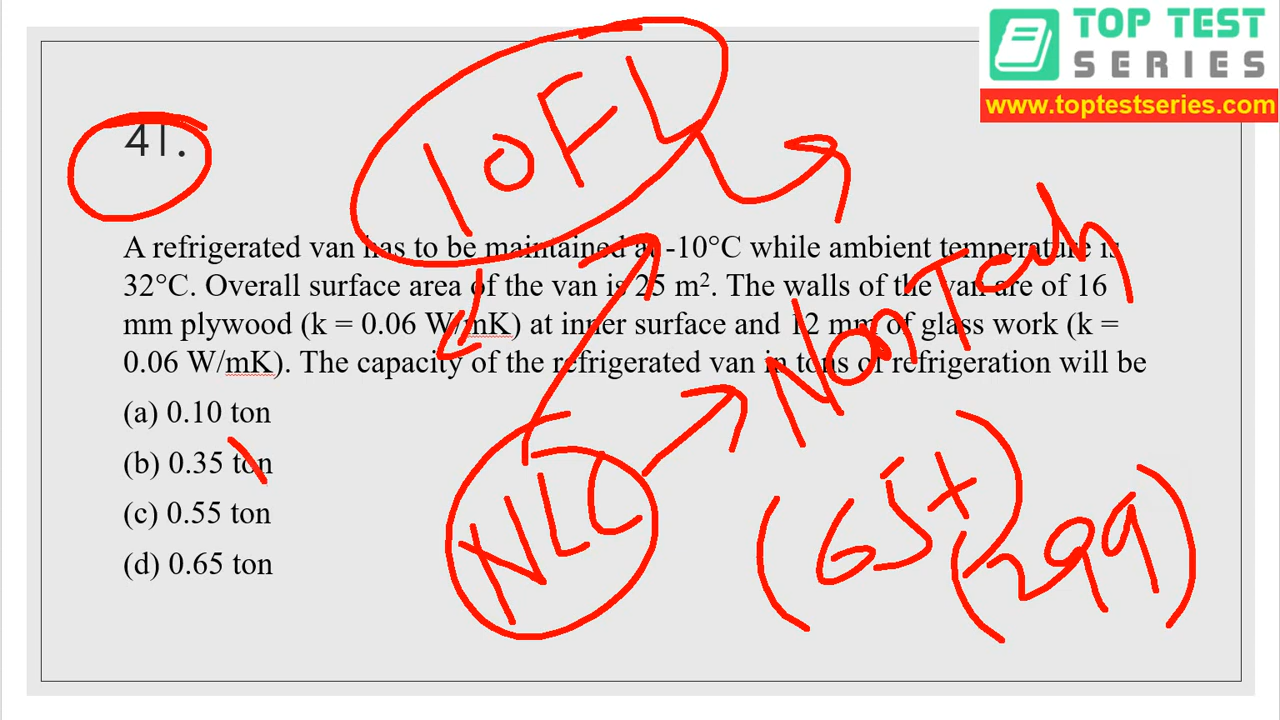 TOP TEST
SERIES
www.toptestseries.com
41.
10FL
A refrigerated van has to be maintained at -10°C while ambient temperature is
32°C. Overall surface area of the van is 25 m². The walls of the van are of 16
mm plywood (k = 0.06 W/mK) at inner surface and 12 mm of glass work (k =
0.06 W/mK). The capacity of the refrigerated van in tons of refrigeration will be
Non Tech
(a) 0.10 ton
(b) 0.35 ton
(c) 0.55 ton
(d) 0.65 ton
NLC
(65+)
(299)